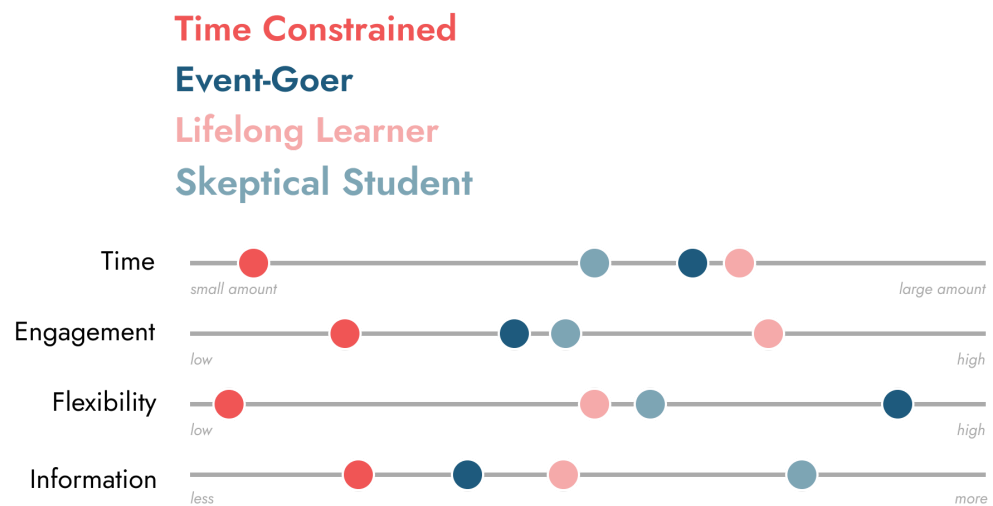 Time Constrained
Event-Goer
Lifelong Learner
Skeptical Student
Time
small amount
large amount
Engagement
low
high
Flexibility
low
high
Information
less
more